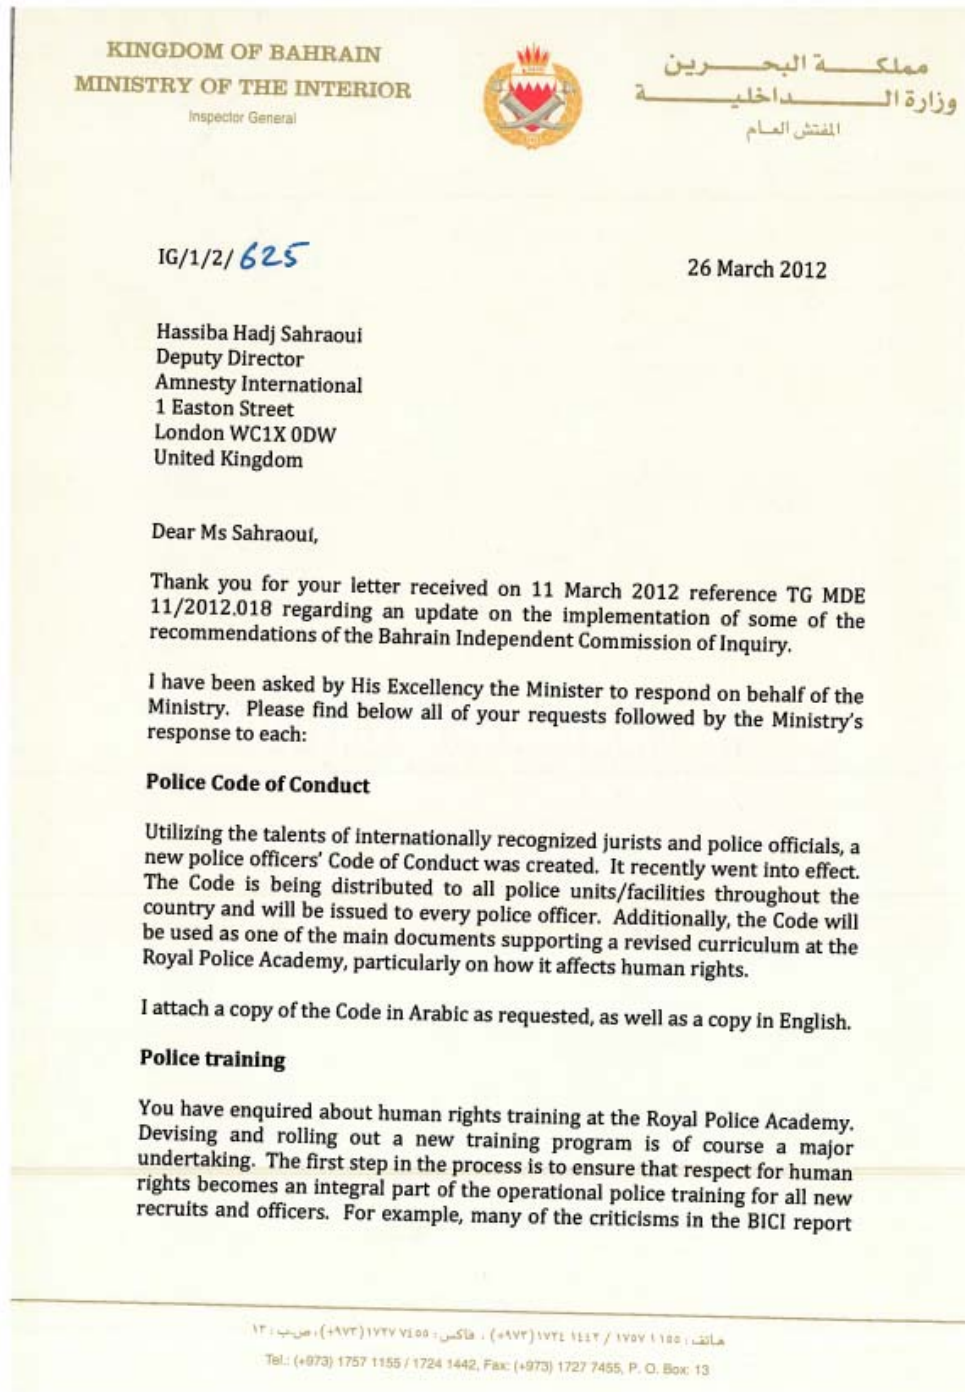 KINGDOM OF BAHRAIN
MINISTRY OF THE INTERIOR
Inspector General
مملكة البحرين
وزارة الداخلية
المفتش العام
IG/1/2/ 625
26 March 2012
Hassiba Hadj Sahraoui
Deputy Director
Amnesty International
1 Easton Street
London WC1X 0DW
United Kingdom
Dear Ms Sahraoui,
Thank you for your letter received on 11 March 2012 reference TG MDE
11/2012.018 regarding an update on the implementation of some of the
recommendations of the Bahrain Independent Commission of Inquiry.
I have been asked by His Excellency the Minister to respond on behalf of the
Ministry. Please find below all of your requests followed by the Ministry's
response to each:
Police Code of Conduct
Utilizing the talents of internationally recognized jurists and police officials, a
new police officers' Code of Conduct was created. It recently went into effect.
The Code is being distributed to all police units/facilities throughout the
country and will be issued to every police officer. Additionally, the Code will
be used as one of the main documents supporting a revised curriculum at the
Royal Police Academy, particularly on how it affects human rights.
I attach a copy of the Code in Arabic as requested, as well as a copy in English.
Police training
You have enquired about human rights training at the Royal Police Academy.
Devising and rolling out a new training program is of course a major
undertaking. The first step in the process is to ensure that respect for human
rights becomes an integral part of the operational police training for all new
recruits and officers. For example, many of the criticisms in the BICI report
هاتف: ١٧٥٧ ١١٥٥ / ١٧٢٤ ١٤٤٢ (٩٧٣+) ، فاكس: ١٧٢٧ ٧٤٥٥ (٩٧٣+)، ص.ب: ١٣
Tel.: (+973) 1757 1155 / 1724 1442, Fax: (+973) 1727 7455, P. O. Box: 13